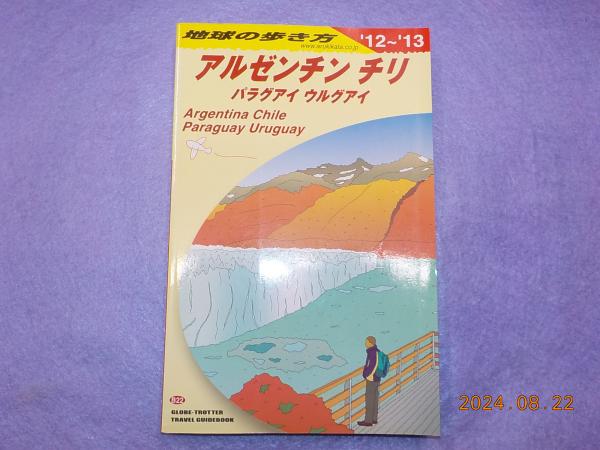 地球の歩き方
www.arukikata.co.jp
'12~'13
アルゼンチン チリ
パラグアイ ウルグアイ
Argentina Chile
Paraguay Uruguay
B22
GLOBE-TROTTER
TRAVEL GUIDEBOOK
2024.08.22